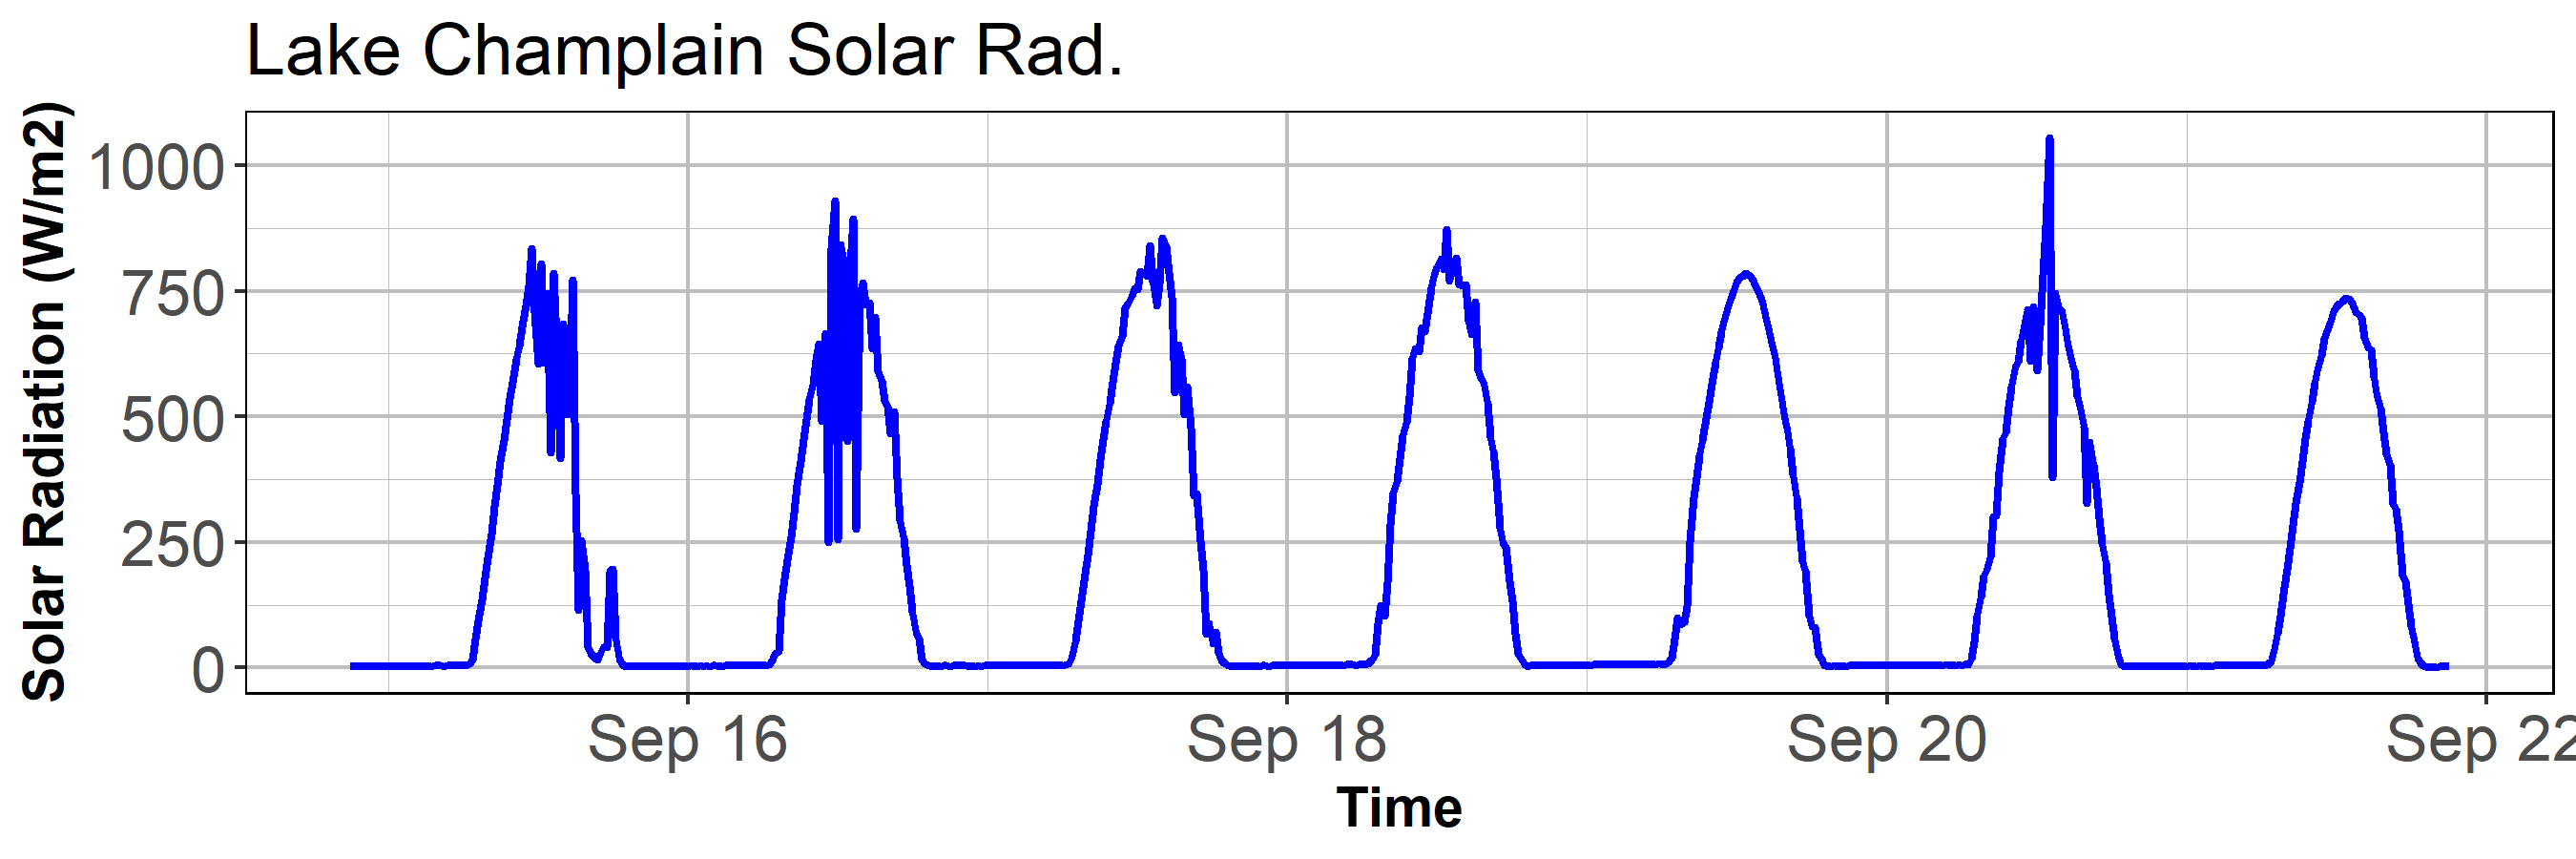 Lake Champlain Solar Rad.
Solar Radiation (W/m2)
1000
750
500
250
0
Sep 16 Sep 18 Sep 20 Sep 22
Time